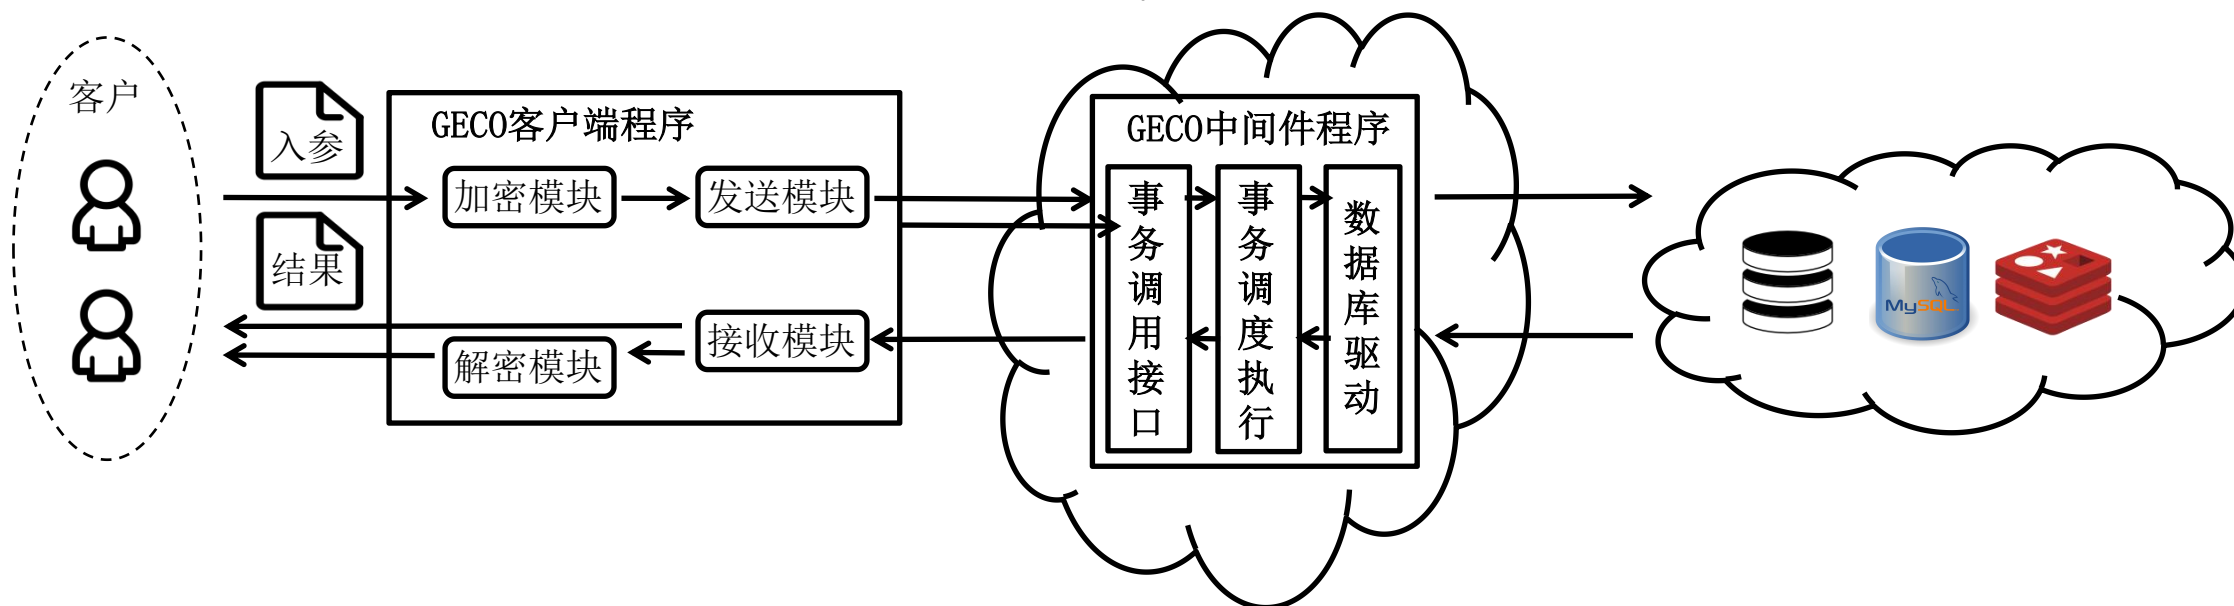 客户
入参
结果
GECO客户端程序
加密模块
发送模块
接收模块
解密模块
GECO中间件程序
事务调用接口
事务调度执行
数据库驱动
MySQL